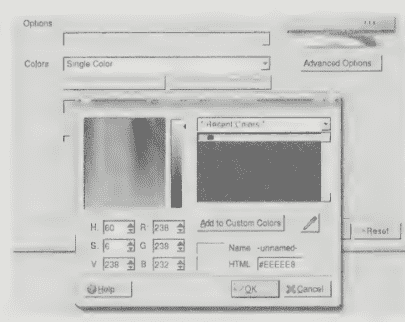 Options
Colors Single Color Advanced Options
* Recent Colors *
H: 60 R: 238
S: 6 G: 238
V: 238 B: 232
Add to Custom Colors
Name -unnamed-
HTML #EEEEE8
Reset
Help OK Cancel